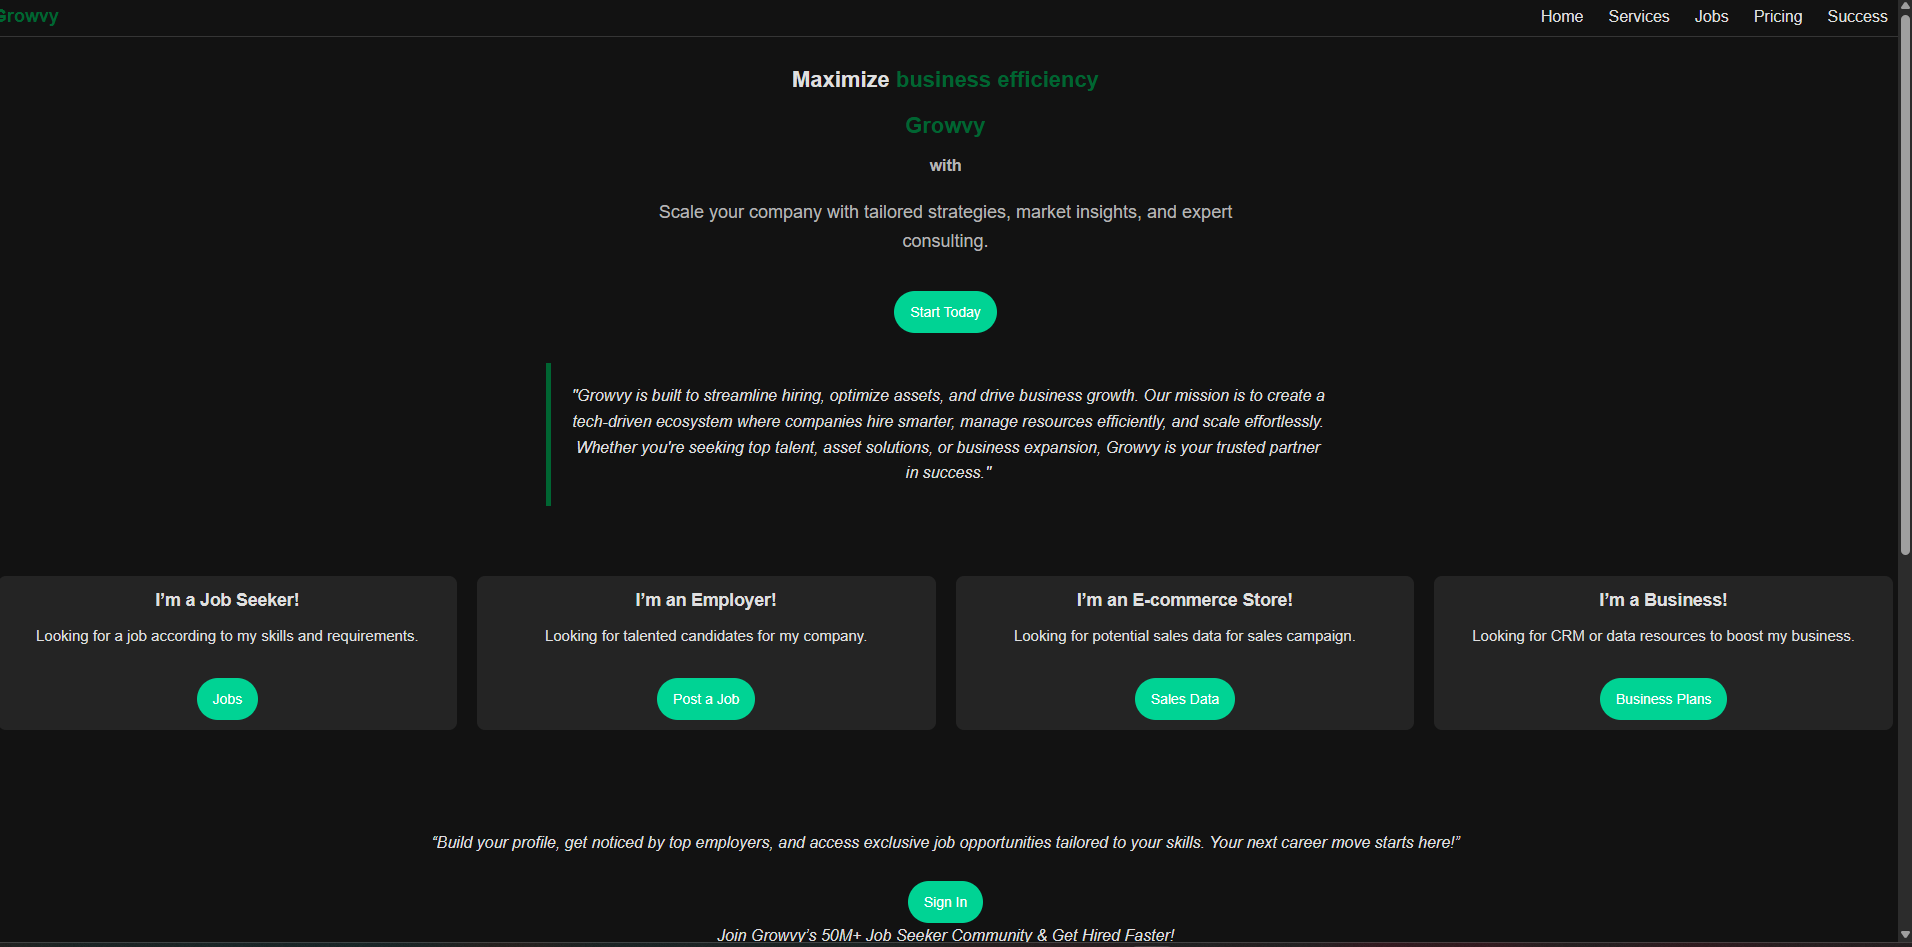 Growvy
Home Services Jobs Pricing Success
Maximize business efficiency
Growvy
with
Scale your company with tailored strategies, market insights, and expert
consulting.
Start Today
"Growvy is built to streamline hiring, optimize assets, and drive business growth. Our mission is to create a
tech-driven ecosystem where companies hire smarter, manage resources efficiently, and scale effortlessly.
Whether you're seeking top talent, asset solutions, or business expansion, Growvy is your trusted partner
in success."
I’m a Job Seeker!
Looking for a job according to my skills and requirements.
Jobs
I’m an Employer!
Looking for talented candidates for my company.
Post a Job
I’m an E-commerce Store!
Looking for potential sales data for sales campaign.
Sales Data
I’m a Business!
Looking for CRM or data resources to boost my business.
Business Plans
“Build your profile, get noticed by top employers, and access exclusive job opportunities tailored to your skills. Your next career move starts here!”
Sign In
Join Growvy’s 50M+ Job Seeker Community & Get Hired Faster!